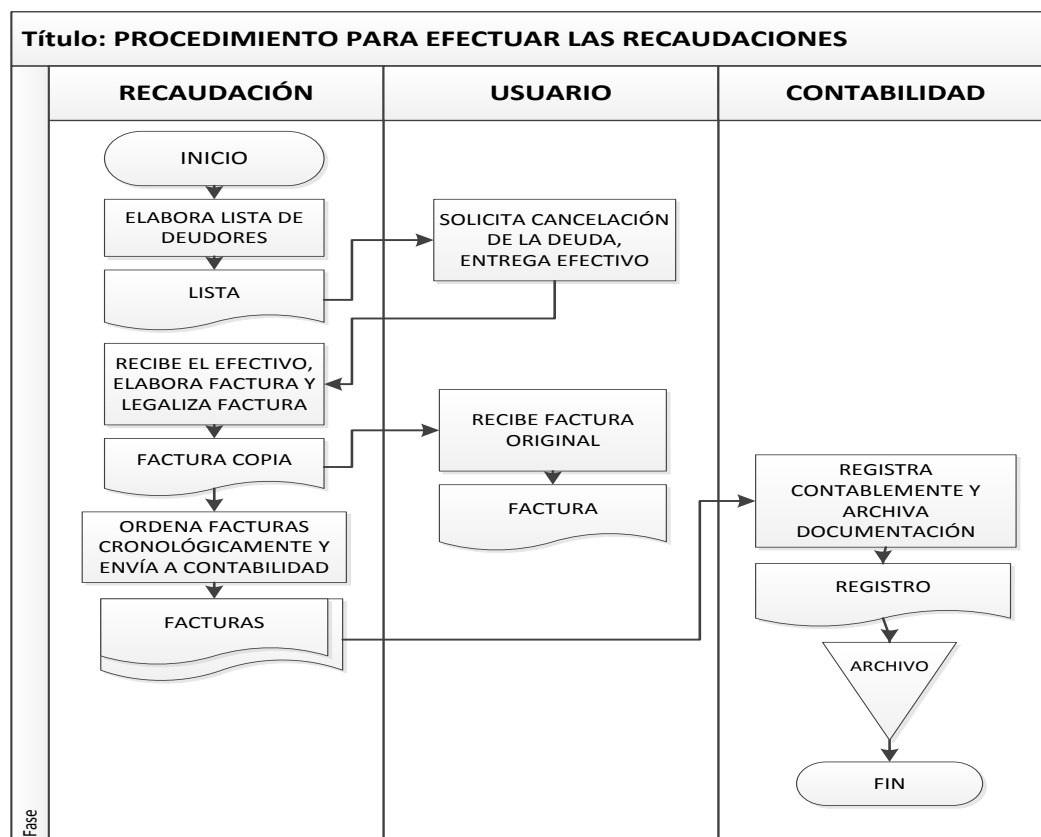 Título: PROCEDIMIENTO PARA EFECTUAR LAS RECAUDACIONES
RECAUDACIÓN
USUARIO
CONTABILIDAD
INICIO
ELABORA LISTA DE
DEUDORES
LISTA
SOLICITA CANCELACIÓN
DE LA DEUDA,
ENTREGA EFECTIVO
RECIBE EL EFECTIVO,
ELABORA FACTURA Y
LEGALIZA FACTURA
FACTURA COPIA
RECIBE FACTURA
ORIGINAL
FACTURA
ORDENA FACTURAS
CRONOLÓGICAMENTE Y
ENVÍA A CONTABILIDAD
FACTURAS
REGISTRA
CONTABLEMENTE Y
ARCHIVA
DOCUMENTACIÓN
REGISTRO
ARCHIVO
FIN
Fase